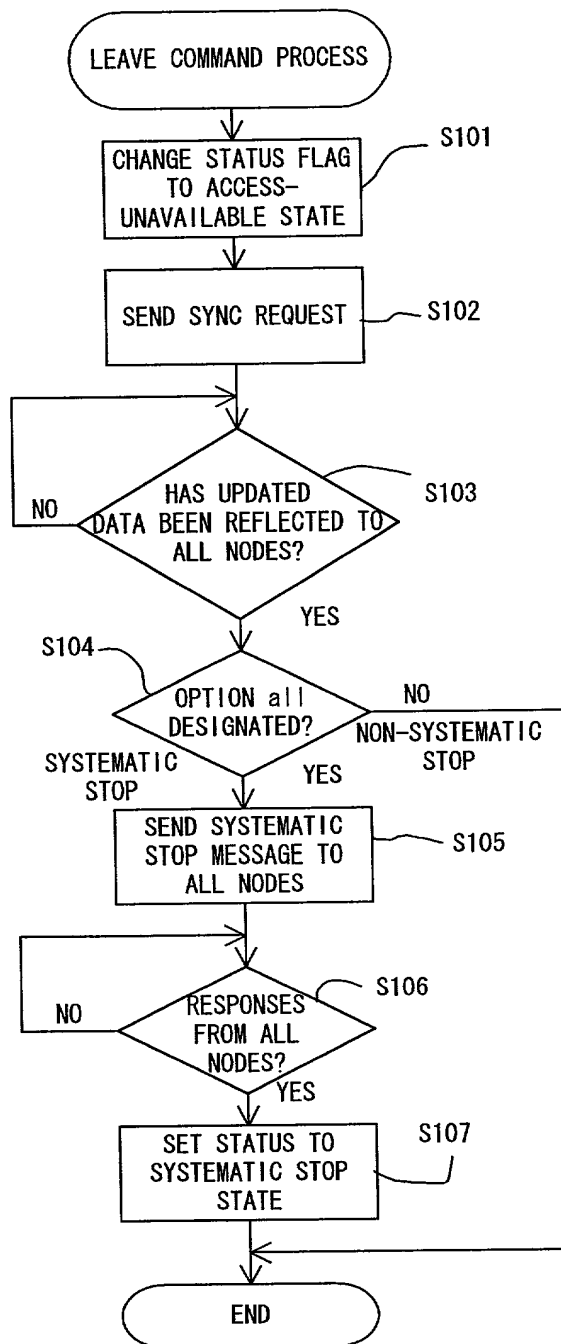 LEAVE COMMAND PROCESS
S101
CHANGE STATUS FLAG
TO ACCESS-
UNAVAILABLE STATE
SEND SYNC REQUEST
S102
HAS UPDATED
DATA BEEN REFLECTED TO
ALL NODES?
S103
NO
YES
S104
OPTION all
DESIGNATED?
NO
NON-SYSTEMATIC
STOP
SYSTEMATIC
STOP
YES
SEND SYSTEMATIC
STOP MESSAGE TO
ALL NODES
S105
RESPONSES
FROM ALL
NODES?
S106
NO
YES
SET STATUS TO
SYSTEMATIC STOP
STATE
S107
END